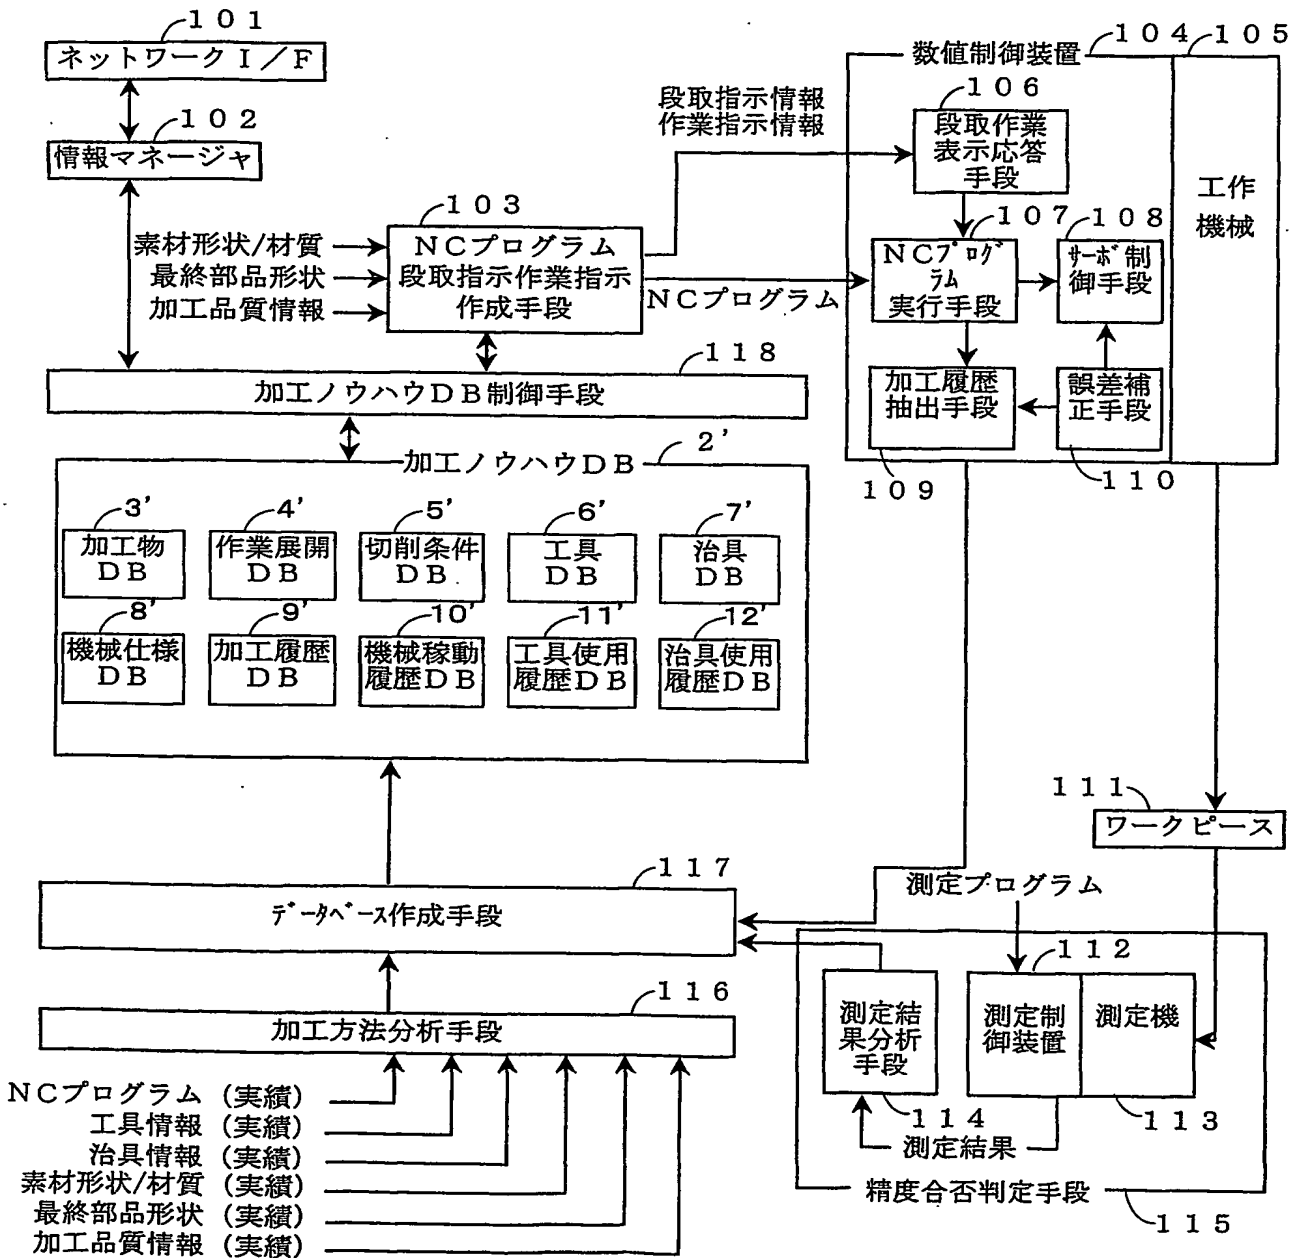 101
ネットワークI/F
102
情報マネージャ
段取指示情報
作業指示情報
103
素材形状/材質
最終部品形状
加工品質情報
NCプログラム
段取指示作業指示
作成手段
NCプログラム
118
加工ノウハウDB制御手段
数値制御装置
104
105
106
段取作業
表示応答
手段
107
108
NCプログ
ラム
実行手段
サーボ制
御手段
加工履歴
抽出手段
誤差補
正手段
109
110
工作
機械
2'
加工ノウハウDB
3'
加工物
DB
4'
作業展開
DB
5'
切削条件
DB
6'
工具
DB
7'
治具
DB
8'
機械仕様
DB
9'
加工履歴
DB
10'
機械稼動
履歴DB
11'
工具使用
履歴DB
12'
治具使用
履歴DB
111
ワークピース
117
データベース作成手段
測定プログラム
112
測定結
果分析
手段
測定制
御装置
測定機
114
113
測定結果
精度合否判定手段
115
116
加工方法分析手段
NCプログラム(実績)
工具情報(実績)
治具情報(実績)
素材形状/材質(実績)
最終部品形状(実績)
加工品質情報(実績)